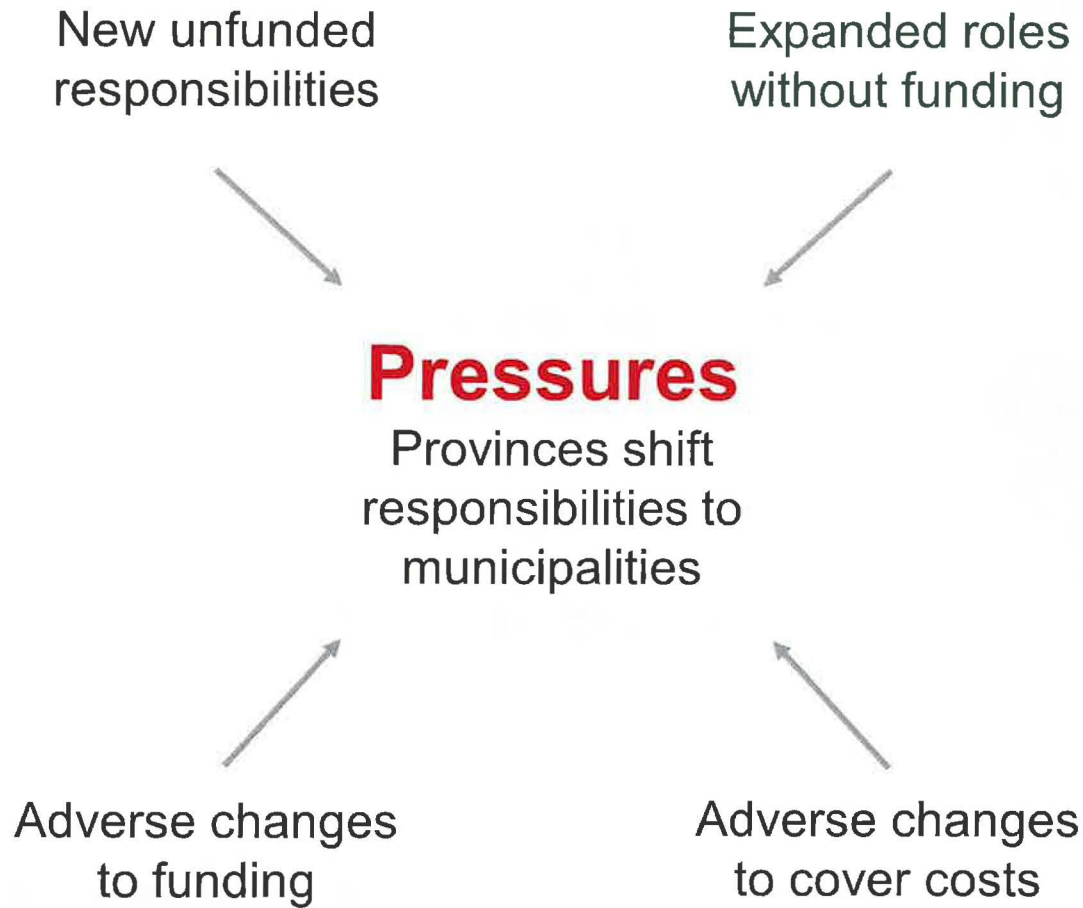 New unfunded
responsibilities
Expanded roles
without funding
Pressures
Provinces shift
responsibilities to
municipalities
Adverse changes
to funding
Adverse changes
to cover costs